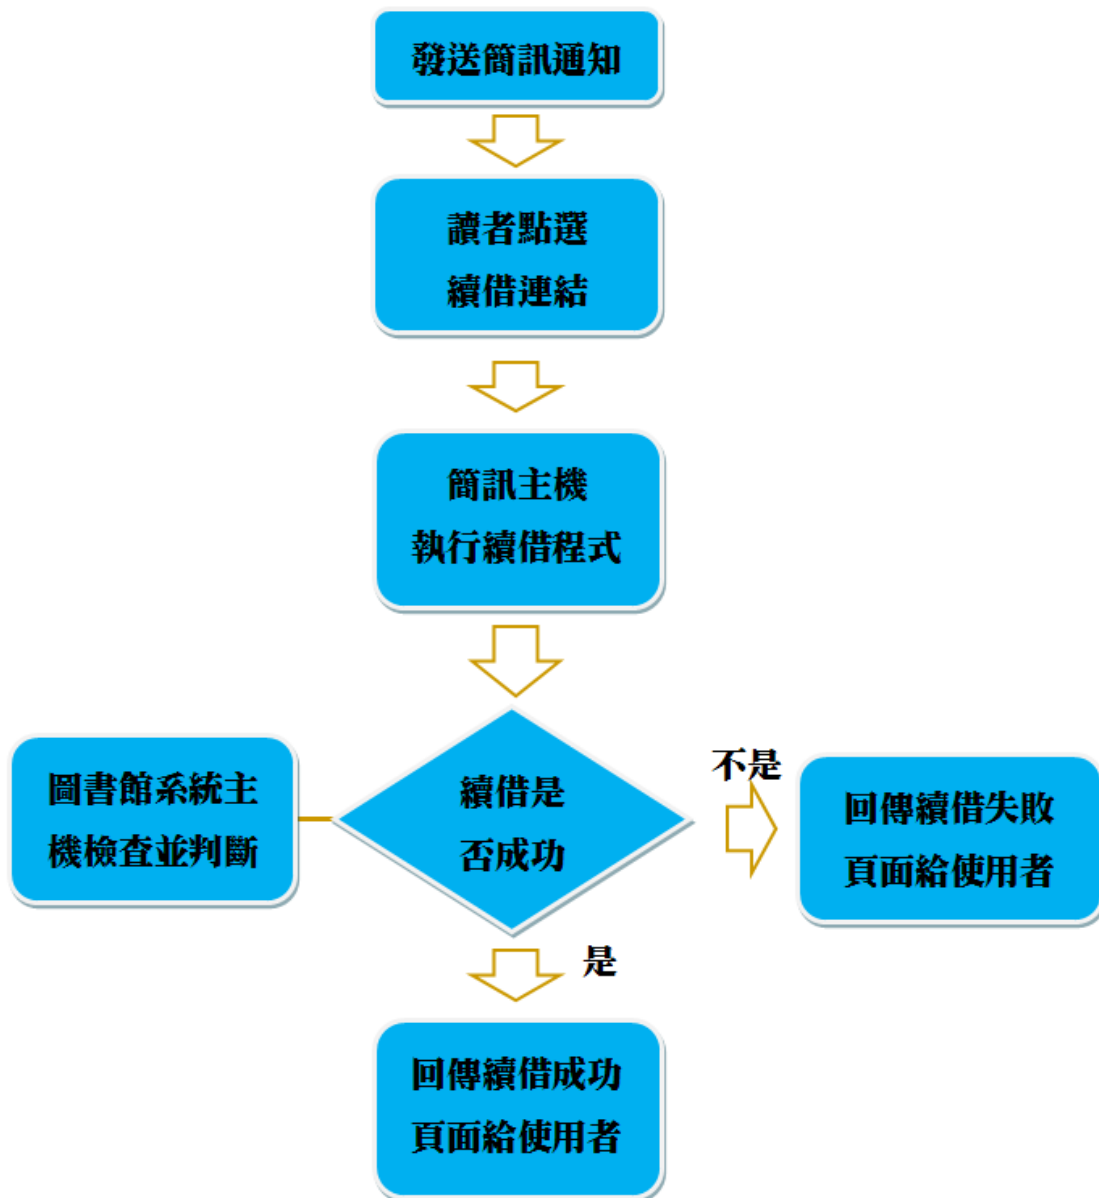 發送簡訊通知
讀者點選
續借連結
簡訊主機
執行續借程式
圖書館系統主
機檢查並判斷
續借是
否成功
不是
回傳續借失敗
頁面給使用者
是
回傳續借成功
頁面給使用者